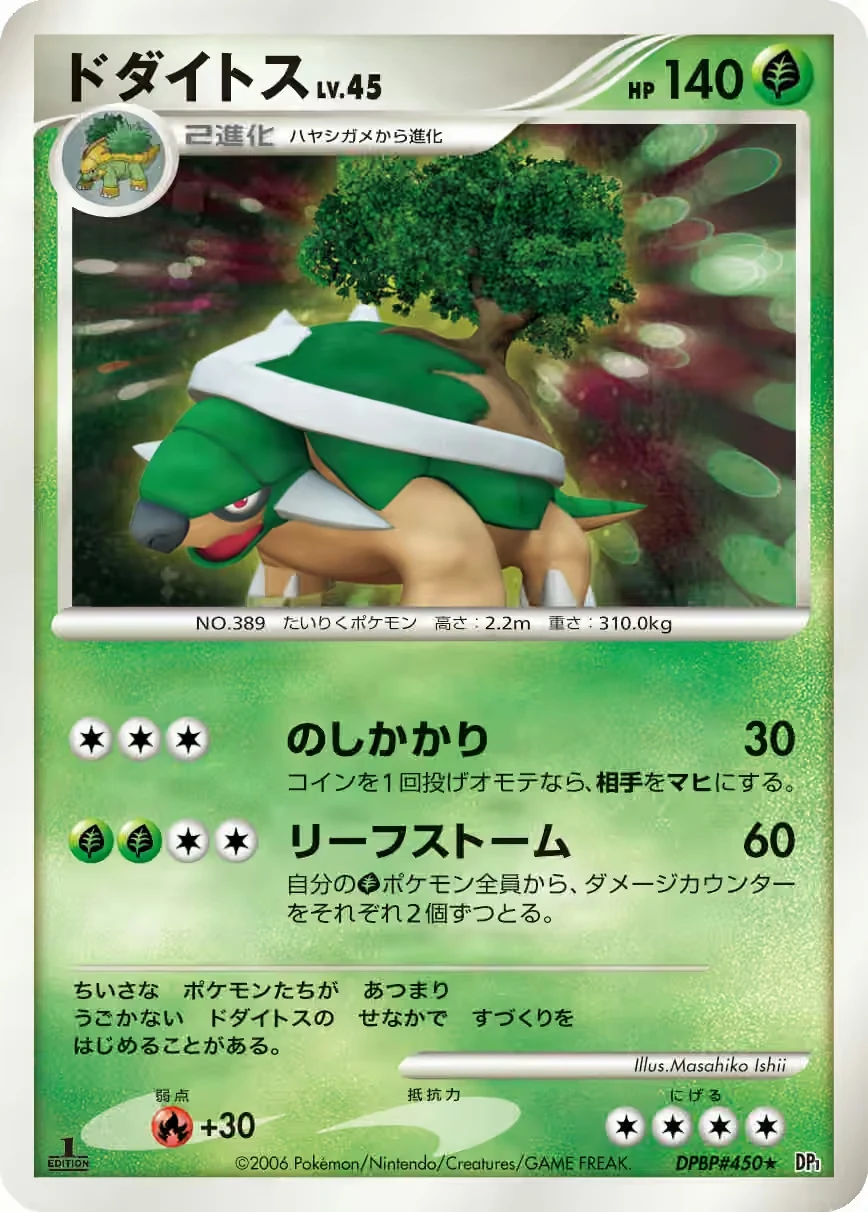 ドダイトス LV.45 HP 140
2進化 ハヤシガメから進化
NO.389 たいりくポケモン 高さ：2.2m 重さ：310.0kg
のしかかり 30
コインを1回投げオモテなら、相手をマヒにする。
リーフストーム 60
自分のポケモン全員から、ダメージカウンター
をそれぞれ2個ずつとる。
ちいさな ポケモンたちが あつまり
うごかない ドダイトスの せなかで すづくりを
はじめることがある。
Illus.Masahiko Ishii
弱点 抵抗力 にげる
+30
1
EDITION
©2006 Pokémon/Nintendo/Creatures/GAME FREAK.
DPBP#450★ DP1